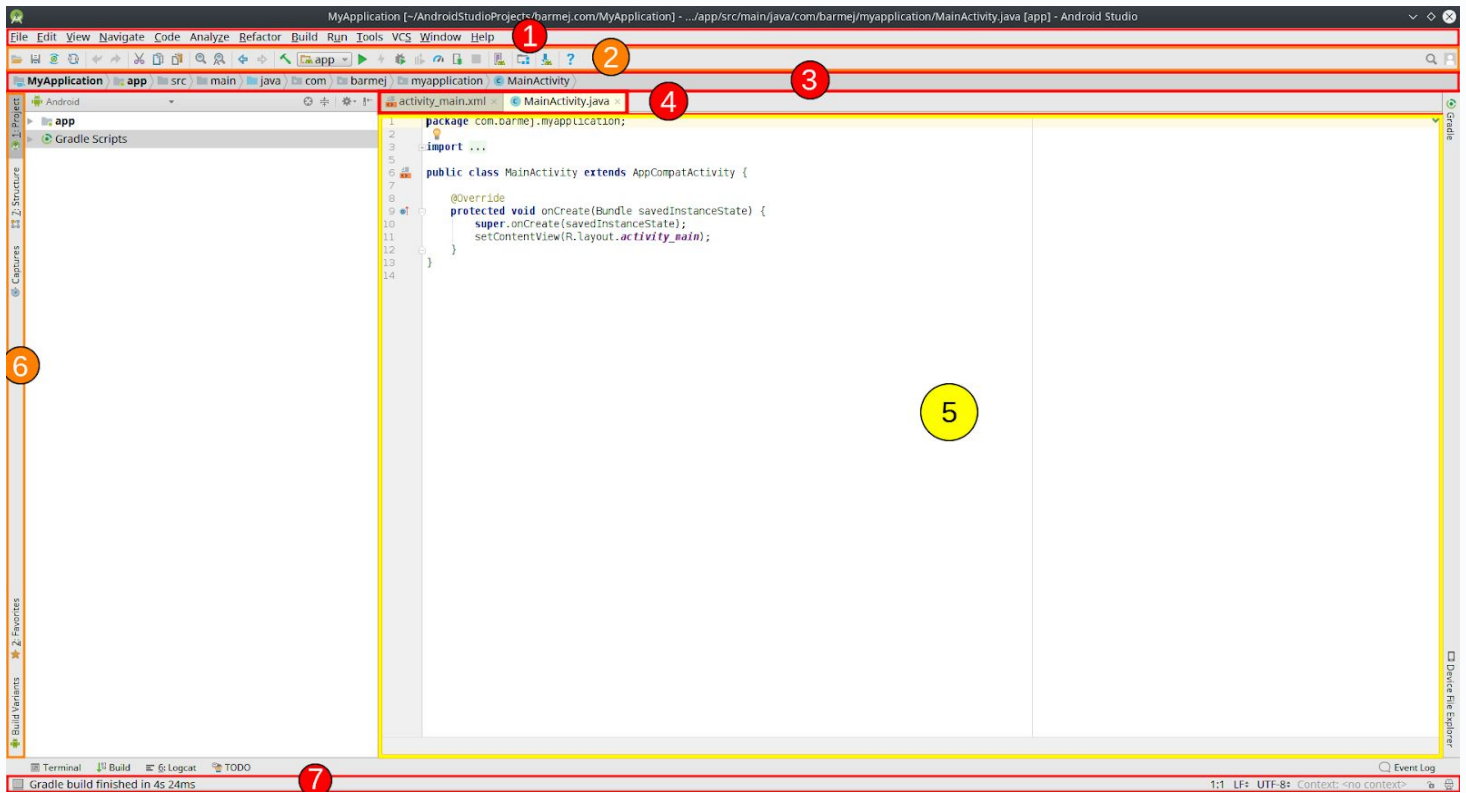 MyApplication [~/AndroidStudioProjects/barmej.com/MyApplication] - .../app/src/main/java/com/barmej/myapplication/MainActivity.java [app] - Android Studio
File Edit View Navigate Code Analyze Refactor Build Run Tools VCS Window Help
1
app ?
2
MyApplication app src main java com barmej myapplication MainActivity
3
Android
activity_main.xml MainActivity.java
4
1: Project
Z: Structure
Captures
2: Favorites
Build Variants
6
app
Gradle Scripts
1 package com.barmej.myapplication;
2
3 import ...
5
6 public class MainActivity extends AppCompatActivity {
7
8 @Override
9 protected void onCreate(Bundle savedInstanceState) {
10 super.onCreate(savedInstanceState);
11 setContentView(R.layout.activity_main);
12 }
13 }
14
5
Gradle
Device File Explorer
Terminal Build 6: Logcat TODO Event Log
7
Gradle build finished in 4s 24ms 1:1 LF÷ UTF-8÷ Context: <no context>